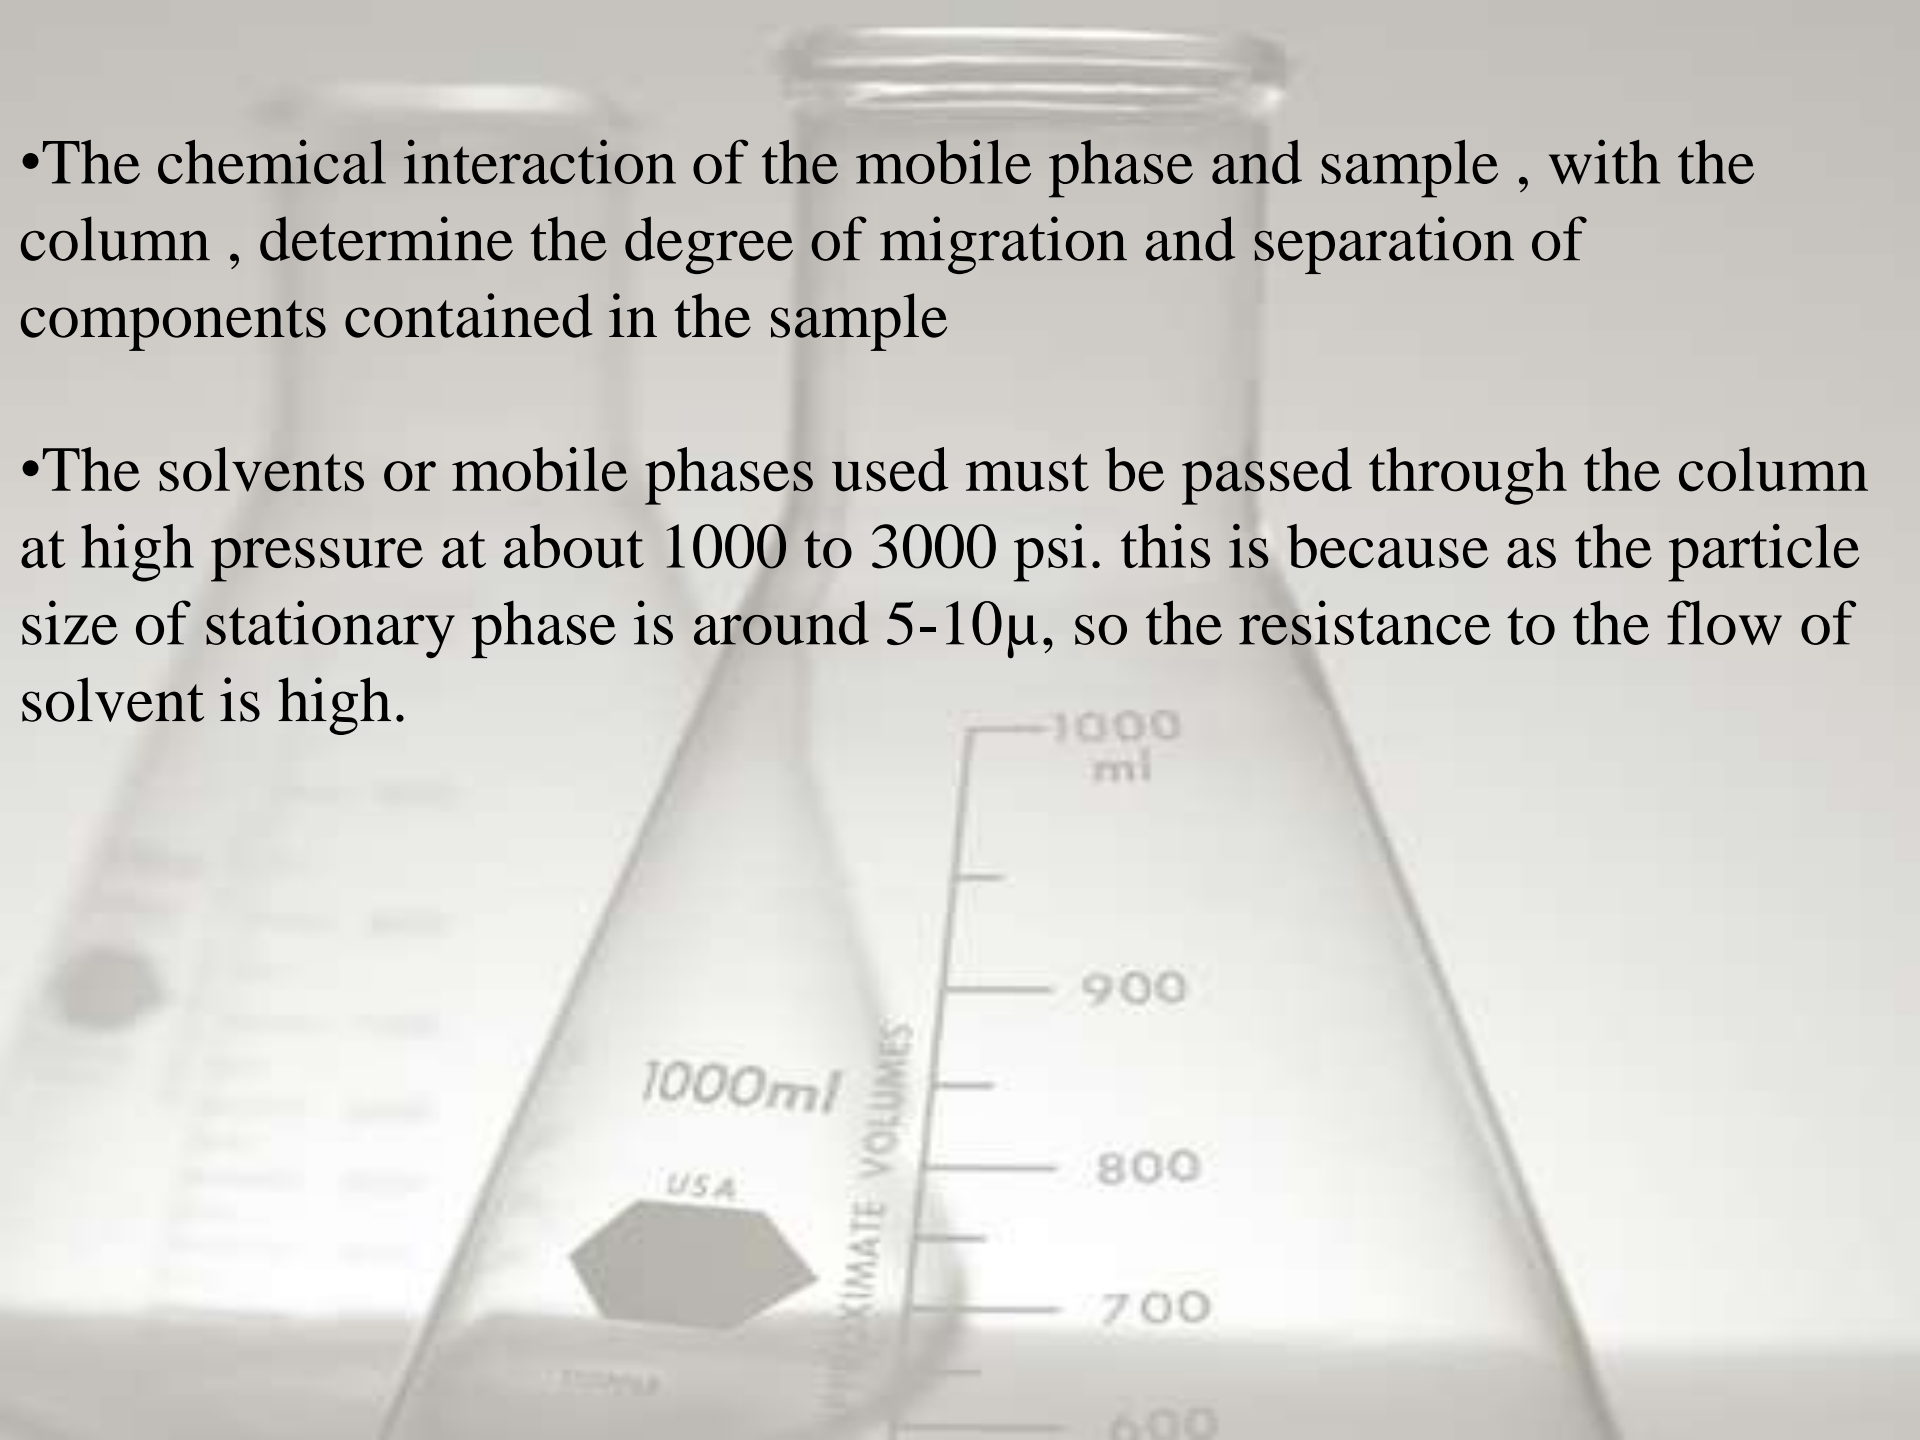 •The chemical interaction of the mobile phase and sample , with the
column , determine the degree of migration and separation of
components contained in the sample
•The solvents or mobile phases used must be passed through the column
at high pressure at about 1000 to 3000 psi. this is because as the particle
size of stationary phase is around 5-10µ, so the resistance to the flow of
solvent is high.
1000
ml
900
1000ml
VOLUMES
800
USA
700
600